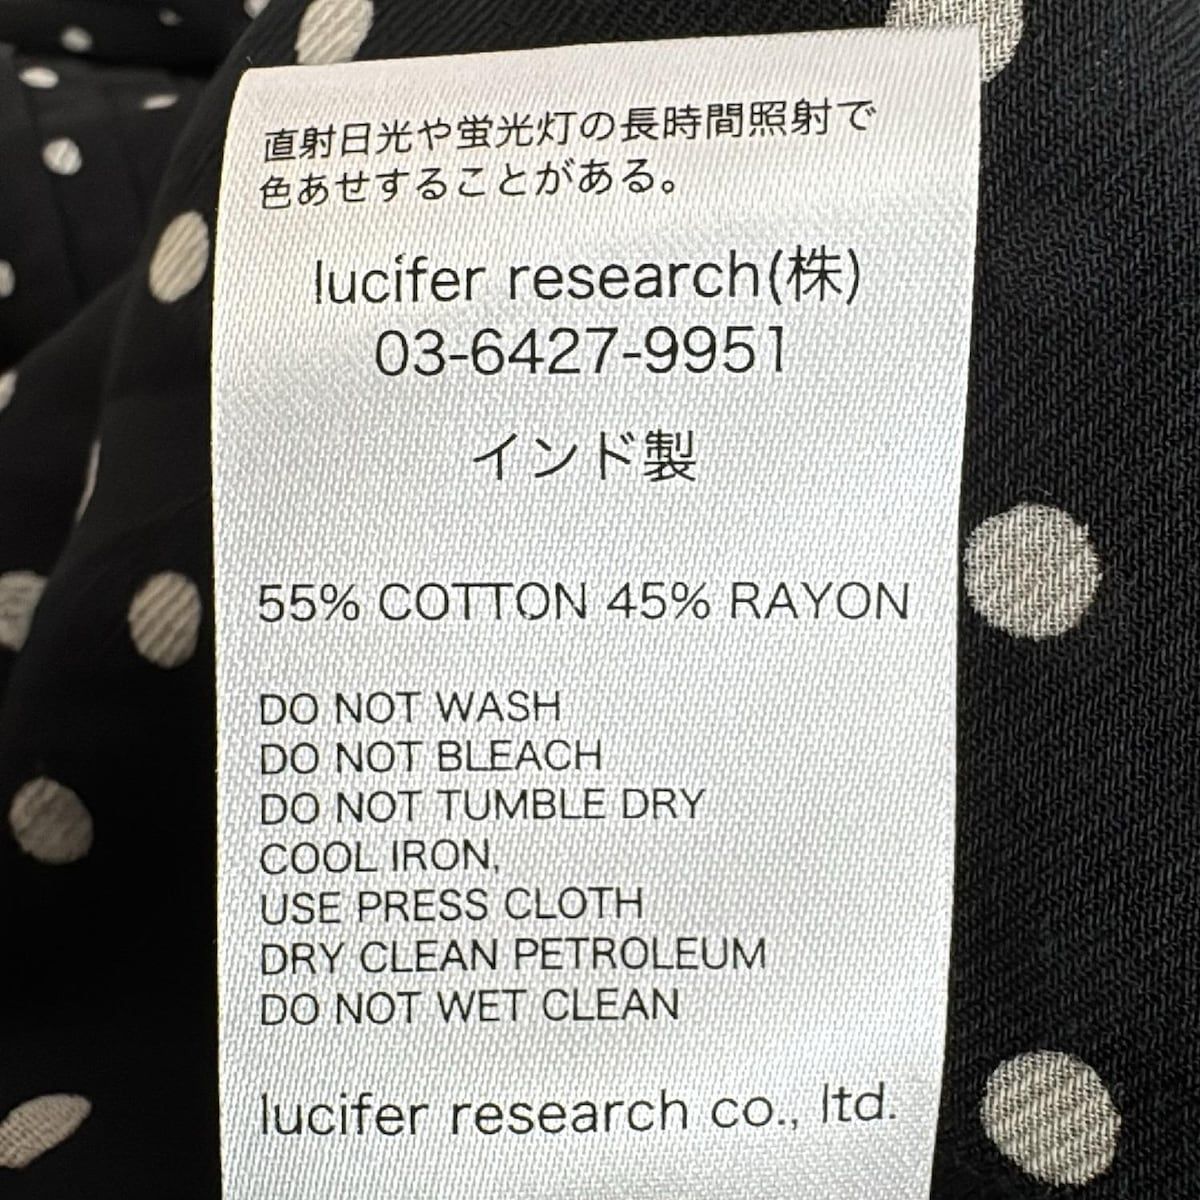 直射日光や蛍光灯の長時間照射で
色あせすることがある。
lucifer research(株)
03-6427-9951
インド製
55% COTTON 45% RAYON
DO NOT WASH
DO NOT BLEACH
DO NOT TUMBLE DRY
COOL IRON,
USE PRESS CLOTH
DRY CLEAN PETROLEUM
DO NOT WET CLEAN
lucifer research co., ltd.